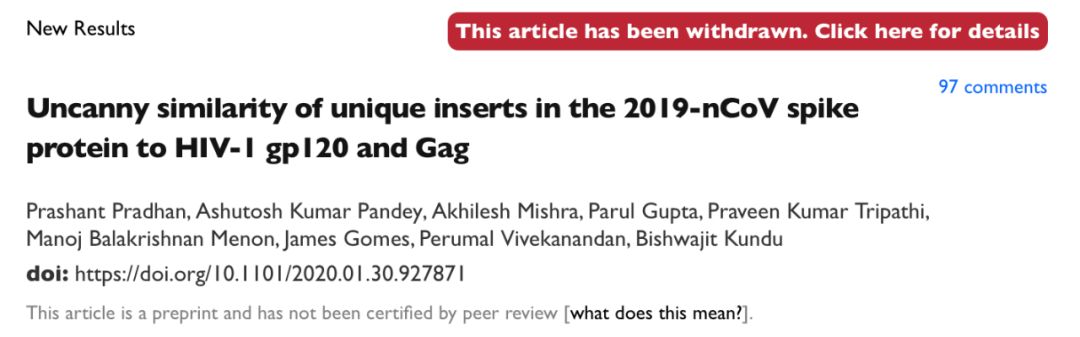 New Results
This article has been withdrawn. Click here for details
97 comments
Uncanny similarity of unique inserts in the 2019-nCoV spike
protein to HIV-1 gp120 and Gag
Prashant Pradhan, Ashutosh Kumar Pandey, Akhilesh Mishra, Parul Gupta, Praveen Kumar Tripathi,
Manoj Balakrishnan Menon, James Gomes, Perumal Vivekanandan, Bishwajit Kundu
doi: https://doi.org/10.1101/2020.01.30.927871
This article is a preprint and has not been certified by peer review [what does this mean?].